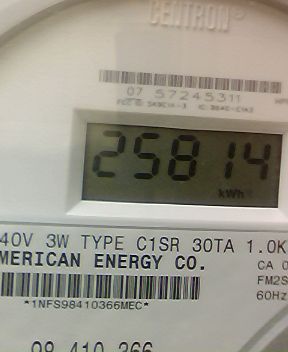 CENTRON®
07 57245311
25814
kWh
40V 3W TYPE C1SR 30TA 1.0K
MERICAN ENERGY CO.
CA 0
FM2S
60Hz
*1NFS98410366MEC*
98 410 366